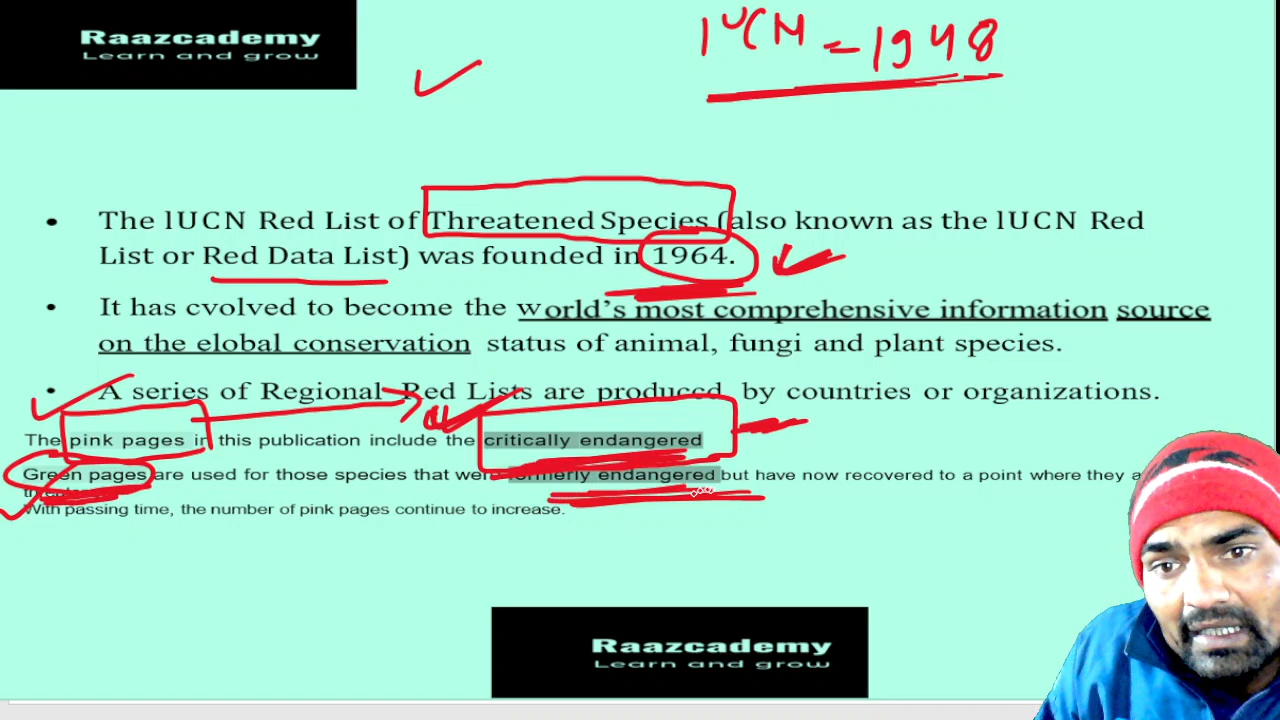 Raazcademy
Learn and grow
IUCN = 1948
• The lUCN Red List of Threatened Species (also known as the lUCN Red
List or Red Data List) was founded in 1964.
• It has cvolved to become the world's most comprehensive information source
on the elobal conservation status of animal, fungi and plant species.
• A series of Regional Red Lists are produccd by countries or organizations.
The pink pages in this publication include the critically endangered
Green pages are used for those species that were formerly endangered but have now recovered to a point where they a
With passing time, the number of pink pages continue to increase.
Raazcademy
Learn and grow